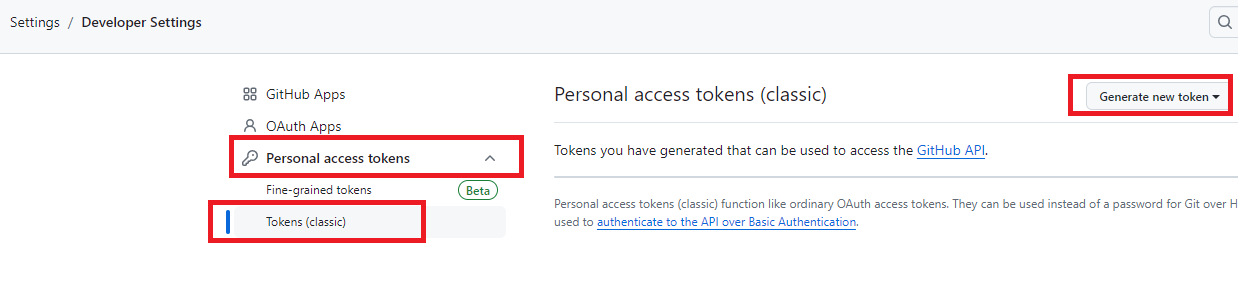 Settings / Developer Settings
GitHub Apps
OAuth Apps
Personal access tokens
Fine-grained tokens Beta
Tokens (classic)
Personal access tokens (classic)
Generate new token
Tokens you have generated that can be used to access the GitHub API.
Personal access tokens (classic) function like ordinary OAuth access tokens. They can be used instead of a password for Git over
used to authenticate to the API over Basic Authentication.